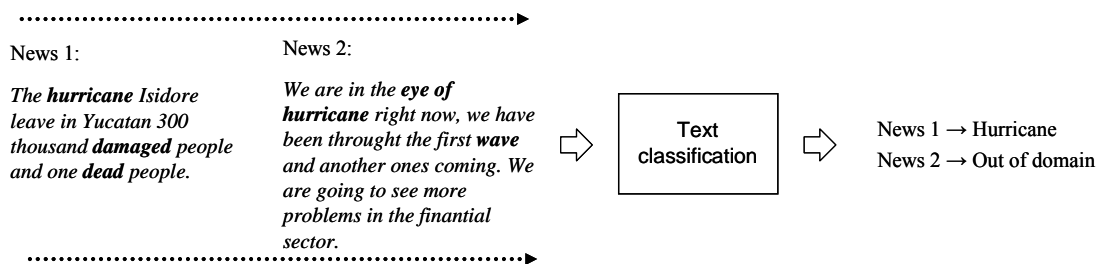 News 1:
The hurricane Isidore
leave in Yucatan 300
thousand damaged people
and one dead people.
News 2:
We are in the eye of
hurricane right now, we have
been throught the first wave
and another ones coming. We
are going to see more
problems in the finantial
sector.
Text
classification
News 1 → Hurricane
News 2 → Out of domain